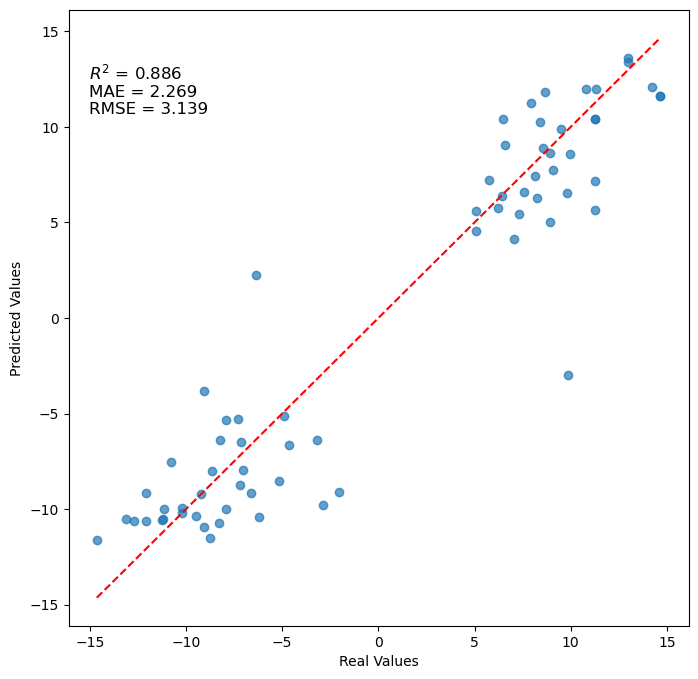 R² = 0.886
MAE = 2.269
RMSE = 3.139
15
10
5
0
−5
−10
−15
Predicted Values
−15 −10 −5 0 5 10 15
Real Values